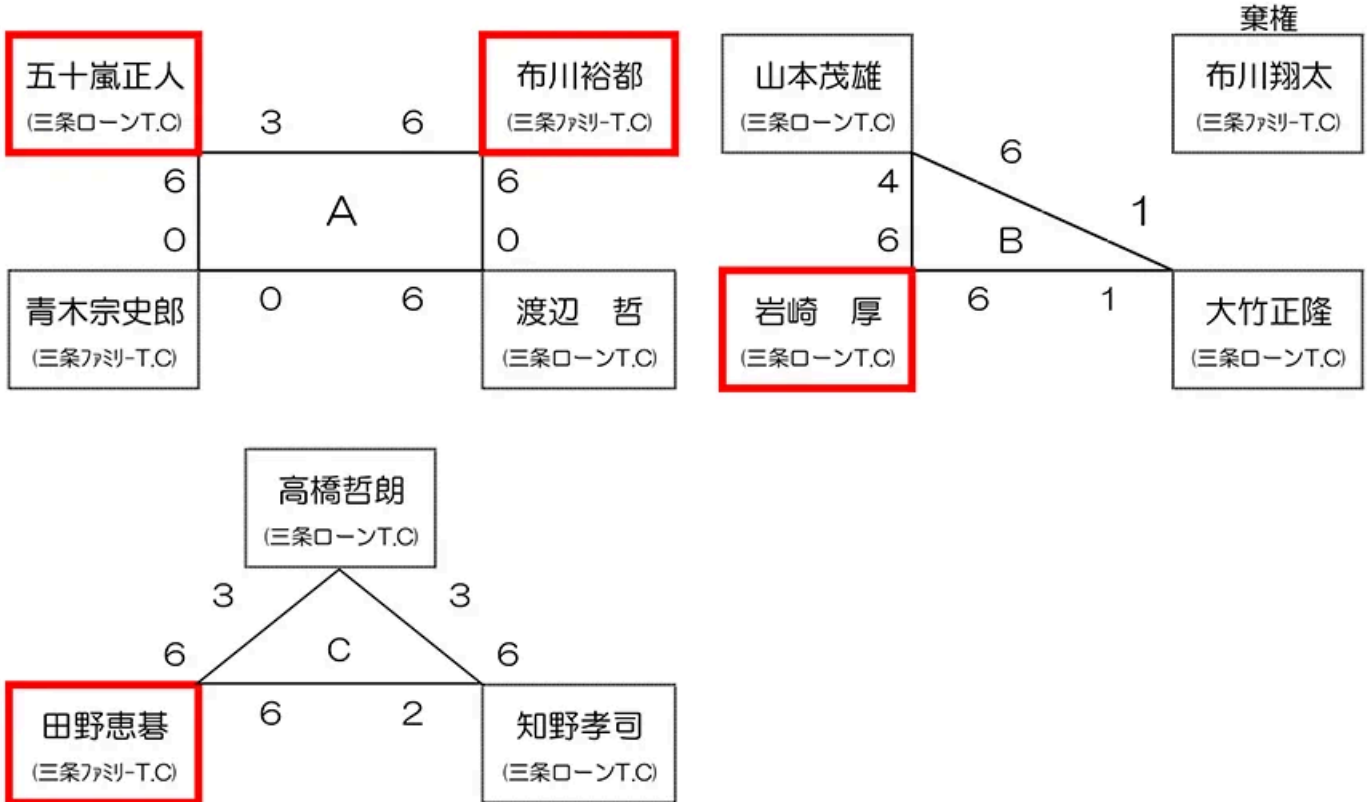 棄権
五十嵐正人
(三条ローンT.C)
布川裕都
(三条ファミリーT.C)
山本茂雄
(三条ローンT.C)
布川翔太
(三条ファミリーT.C)
3 6
6 6
A
0 0
0 6
青木宗史郎
(三条ファミリーT.C)
渡辺 哲
(三条ローンT.C)
6
4 1
B
6
6 1
岩崎 厚
(三条ローンT.C)
大竹正隆
(三条ローンT.C)
高橋哲朗
(三条ローンT.C)
3 3
C
6 6
6 2
田野恵碁
(三条ファミリーT.C)
知野孝司
(三条ローンT.C)